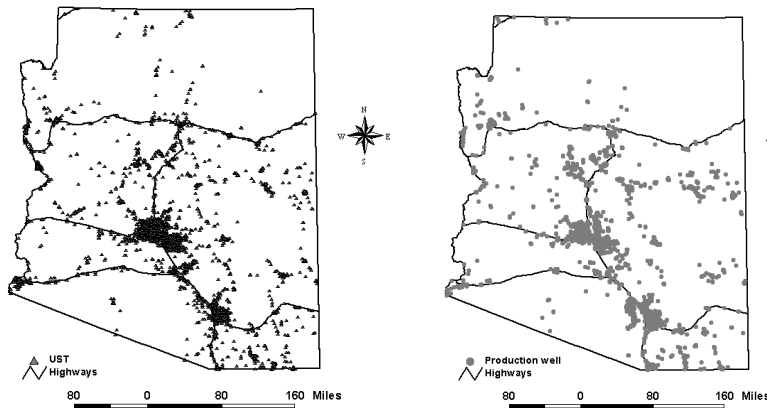 N
W E
S
UST
Highways
80 0 80 160 Miles
Production well
Highways
80 0 80 160 Miles